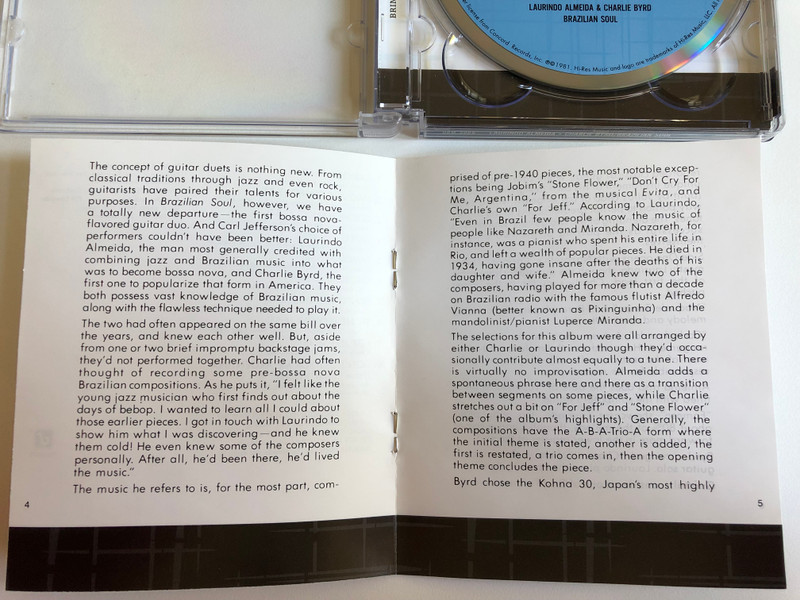 BRIN
LAURINDO ALMEIDA & CHARLIE BYRD
BRAZILIAN SOUL
er license from Concord Records, Inc. ℗©1981. Hi-Res Music and logo are trademarks of Hi-Res Music, LLC. All
The concept of guitar duets is nothing new. From
classical traditions through jazz and even rock,
guitarists have paired their talents for various
purposes. In Brazilian Soul, however, we have
a totally new departure—the first bossa nova-
flavored guitar duo. And Carl Jefferson's choice of
performers couldn't have been better: Laurindo
Almeida, the man most generally credited with
combining jazz and Brazilian music into what
was to become bossa nova, and Charlie Byrd, the
first one to popularize that form in America. They
both possess vast knowledge of Brazilian music,
along with the flawless technique needed to play it.
The two had often appeared on the same bill over
the years, and knew each other well. But, aside
from one or two brief impromptu backstage jams,
they'd not performed together. Charlie had often
thought of recording some pre-bossa nova
Brazilian compositions. As he puts it, "I felt like the
young jazz musician who first finds out about the
days of bebop. I wanted to learn all I could about
those earlier pieces. I got in touch with Laurindo to
show him what I was discovering—and he knew
them cold! He even knew some of the composers
personally. After all, he'd been there, he'd lived
the music."
The music he refers to is, for the most part, com-
4
prised of pre-1940 pieces, the most notable excep-
tions being Jobim's "Stone Flower," "Don't Cry For
Me, Argentina," from the musical Evita, and
Charlie's own "For Jeff." According to Laurindo,
"Even in Brazil few people know the music of
people like Nazareth and Miranda. Nazareth, for
instance, was a pianist who spent his entire life in
Rio, and left a wealth of popular pieces. He died in
1934, having gone insane after the deaths of his
daughter and wife." Almeida knew two of the
composers, having played for more than a decade
on Brazilian radio with the famous flutist Alfredo
Vianna (better known as Pixinguinha) and the
mandolinist/pianist Luperce Miranda.
The selections for this album were all arranged by
either Charlie or Laurindo though they'd occa-
sionally contribute almost equally to a tune. There
is virtually no improvisation. Almeida adds a
spontaneous phrase here and there as a transition
between segments on some pieces, while Charlie
stretches out a bit on "For Jeff" and "Stone Flower"
(one of the album's highlights). Generally, the
compositions have the A-B-A-Trio-A form where
the initial theme is stated, another is added, the
first is restated, a trio comes in, then the opening
theme concludes the piece.
Byrd chose the Kohna 30, Japan's most highly
5